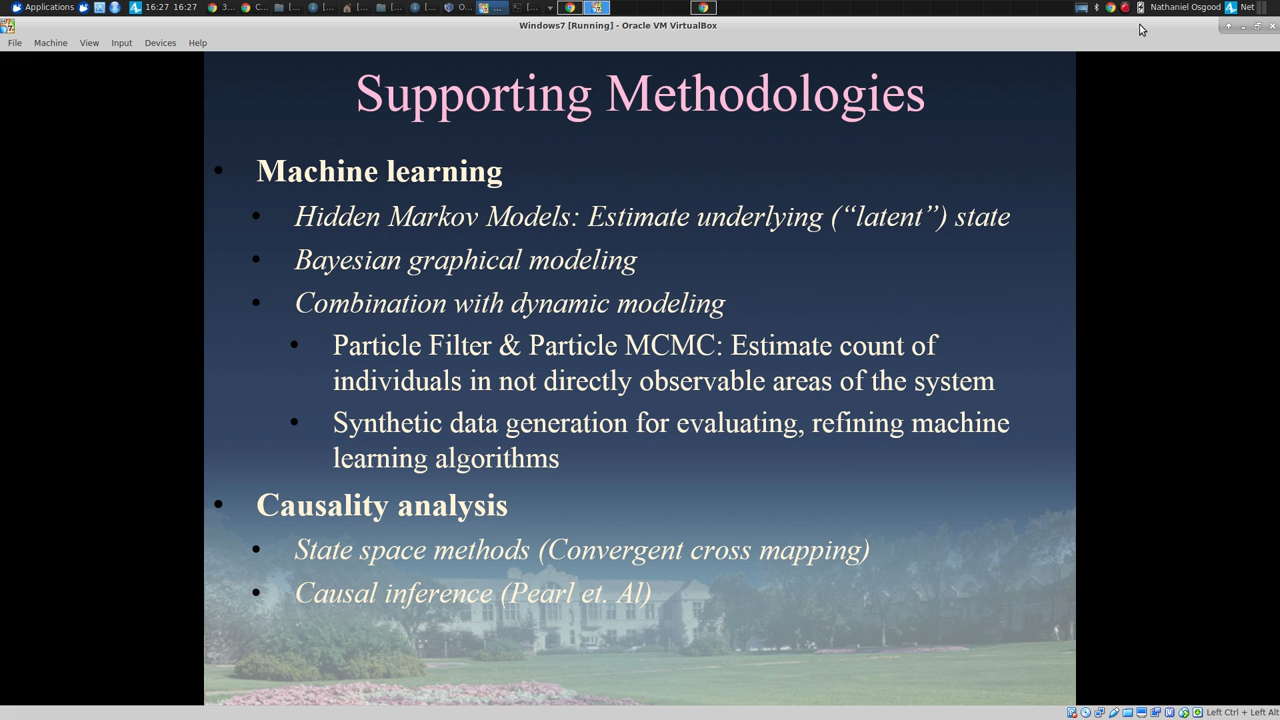 Applications
16:27 16:27
3...
C...
[...
[...
[...
O...
...
[...
Nathaniel Osgood
Net
Windows7 [Running] - Oracle VM VirtualBox
File Machine View Input Devices Help
Supporting Methodologies
Machine learning
Hidden Markov Models: Estimate underlying (“latent”) state
Bayesian graphical modeling
Combination with dynamic modeling
Particle Filter & Particle MCMC: Estimate count of
individuals in not directly observable areas of the system
Synthetic data generation for evaluating, refining machine
learning algorithms
Causality analysis
State space methods (Convergent cross mapping)
Causal inference (Pearl et. Al)
Left Ctrl + Left Alt